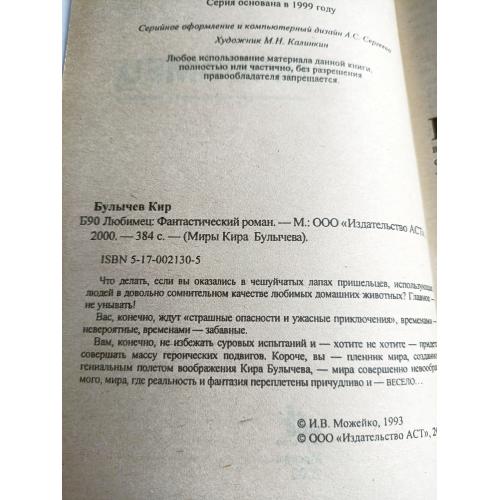 Серия основана в 1999 году
Серийное оформление и компьютерный дизайн А.С. Сергеева
Художник М.Н. Калинкин
Любое использование материала данной книги,
полностью или частично, без разрешения
правообладателя запрещается.
Булычев Кир
Б90 Любимец: Фантастический роман. — М.: ООО «Издательство АСТ»,
2000. — 384 с. — (Миры Кира Булычева).
ISBN 5-17-002130-5
Что делать, если вы оказались в чешуйчатых лапах пришельцев, использующ
людей в довольно сомнительном качестве любимых домашних животных? Главное —
не унывать!
Вас, конечно, ждут «страшные опасности и ужасные приключения», временами —
невероятные, временами — забавные.
Вам, конечно, не избежать суровых испытаний и — хотите не хотите — придет
совершать массу героических подвигов. Короче, вы — пленник мира, созданно
гениальным полетом воображения Кира Булычева, — мира совершенно невообра
мого, мира, где реальность и фантазия переплетены причудливо и — ВЕСЕЛО...
© И.В. Можейко, 1993
© ООО «Издательство АСТ», 2